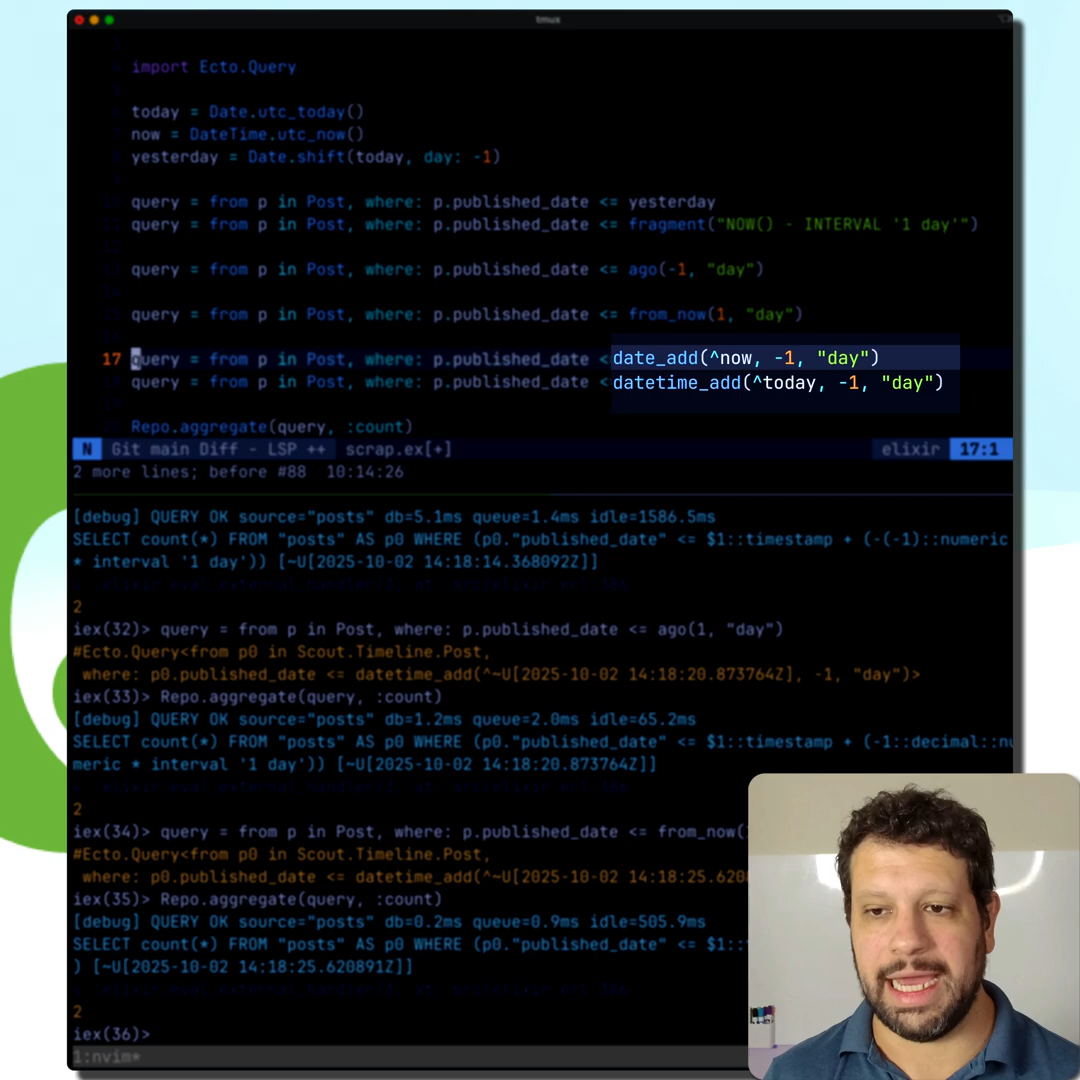 tmux
import Ecto.Query
today = Date.utc_today()
now = DateTime.utc_now()
yesterday = Date.shift(today, day: -1)
query = from p in Post, where: p.published_date <= yesterday
query = from p in Post, where: p.published_date <= fragment("NOW() - INTERVAL '1 day'")
query = from p in Post, where: p.published_date <= ago(-1, "day")
query = from p in Post, where: p.published_date <= from_now(1, "day")
17 query = from p in Post, where: p.published_date < date_add(^now, -1, "day")
query = from p in Post, where: p.published_date < datetime_add(^today, -1, "day")
Repo.aggregate(query, :count)
N Git main Diff - LSP ++ scrap.ex[+] elixir 17:1
2 more lines; before #88 10:14:26
[debug] QUERY OK source="posts" db=5.1ms queue=1.4ms idle=1586.5ms
SELECT count(*) FROM "posts" AS p0 WHERE (p0."published_date" <= $1::timestamp + (-(-1)::numeric
* interval '1 day')) [~U[2025-10-02 14:18:14.368092Z]]
2
iex(32)> query = from p in Post, where: p.published_date <= ago(1, "day")
#Ecto.Query<from p0 in Scout.Timeline.Post,
where: p0.published_date <= datetime_add(^~U[2025-10-02 14:18:20.873764Z], -1, "day")>
iex(33)> Repo.aggregate(query, :count)
[debug] QUERY OK source="posts" db=1.2ms queue=2.0ms idle=65.2ms
SELECT count(*) FROM "posts" AS p0 WHERE (p0."published_date" <= $1::timestamp + (-1::decimal::nu
meric * interval '1 day')) [~U[2025-10-02 14:18:20.873764Z]]
2
iex(34)> query = from p in Post, where: p.published_date <= from_now(
#Ecto.Query<from p0 in Scout.Timeline.Post,
where: p0.published_date <= datetime_add(^~U[2025-10-02 14:18:25.6208
iex(35)> Repo.aggregate(query, :count)
[debug] QUERY OK source="posts" db=0.2ms queue=0.9ms idle=505.9ms
SELECT count(*) FROM "posts" AS p0 WHERE (p0."published_date" <= $1::
) [~U[2025-10-02 14:18:25.620891Z]]
2
iex(36)>
1:nvim*